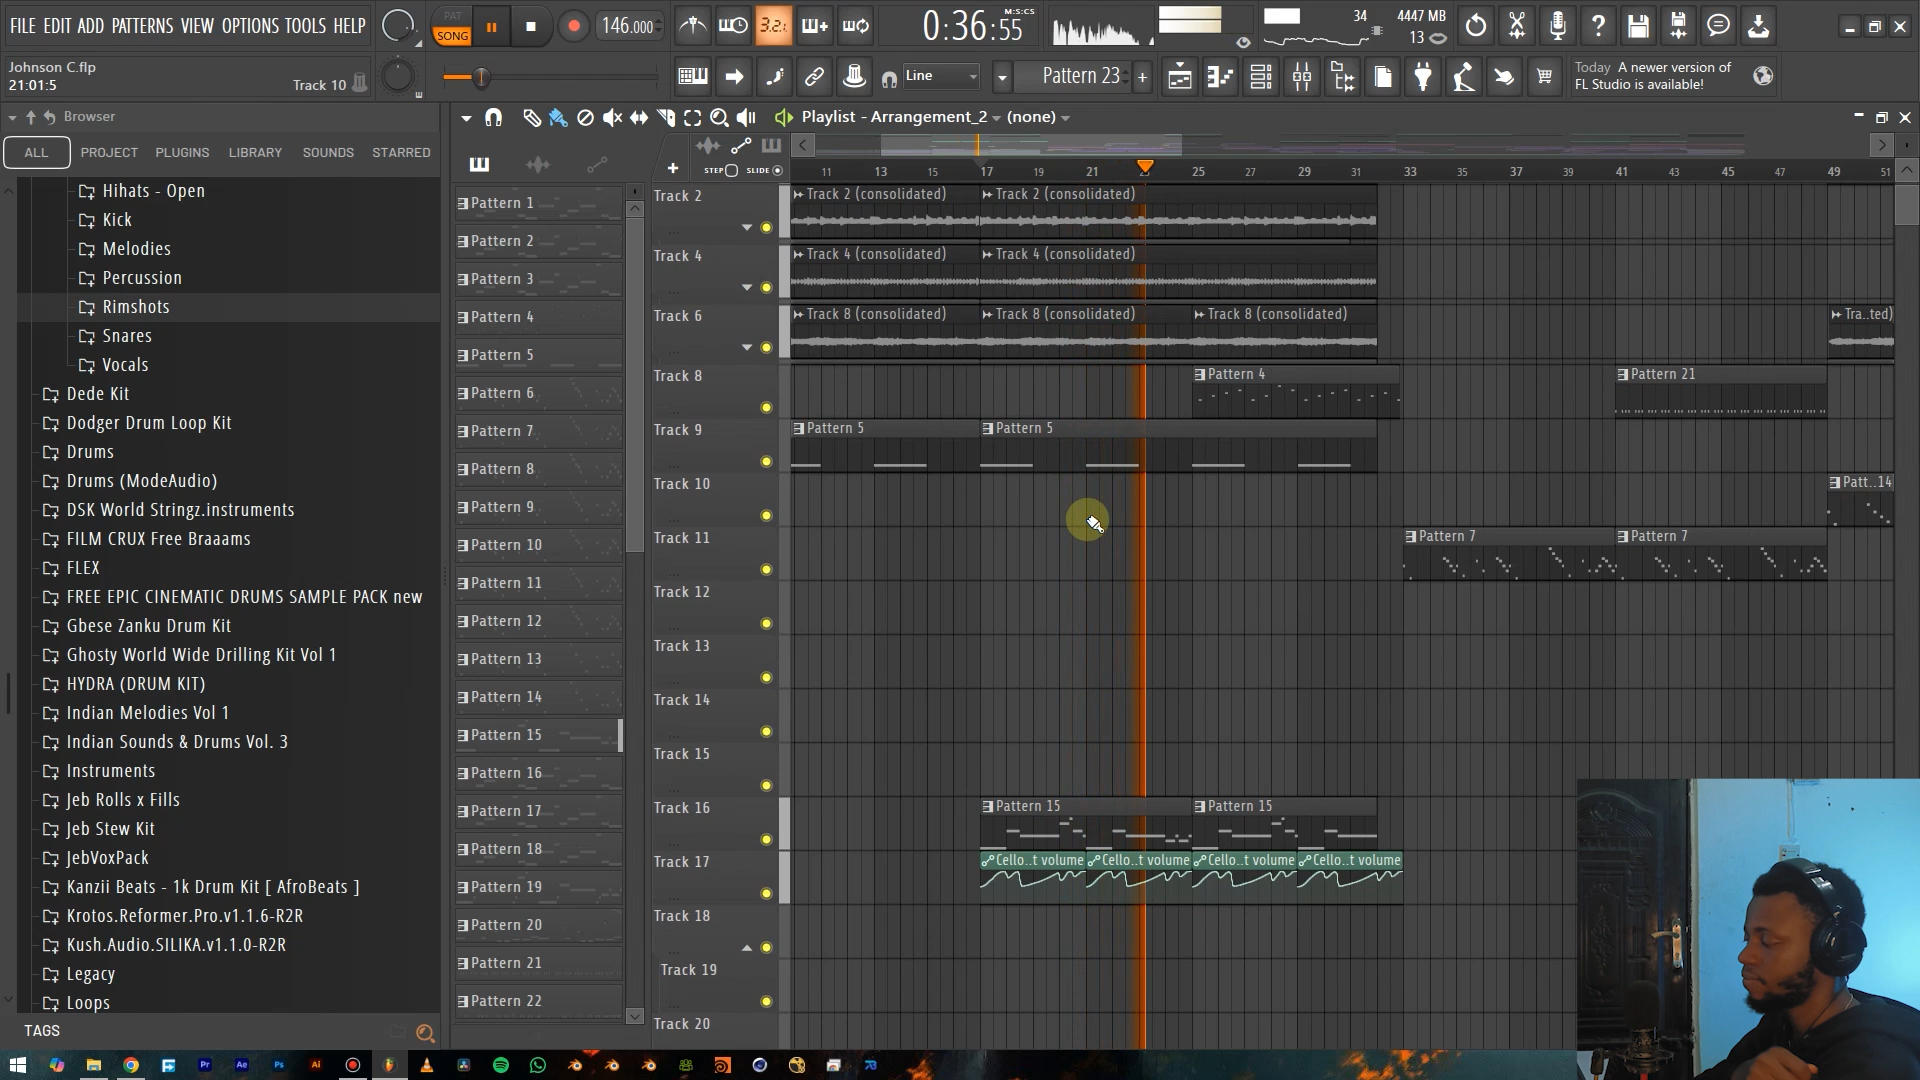 FILE EDIT ADD PATTERNS VIEW OPTIONS TOOLS HELP
PAT
SONG
146.000
3.2.1
0:36:55
M:S:CS
34
4447 MB
13
Johnson C.flp
21:01:5
Track 10
Line
Pattern 23
Today A newer version of
FL Studio is available!
Browser
Playlist - Arrangement_2 (none)
ALL
PROJECT
PLUGINS
LIBRARY
SOUNDS
STARRED
STEP
SLIDE
11
13
15
17
19
21
25
27
29
31
33
35
37
39
41
43
45
47
49
51
Hihats - Open
Kick
Melodies
Percussion
Rimshots
Snares
Vocals
Dede Kit
Dodger Drum Loop Kit
Drums
Drums (ModeAudio)
DSK World Stringz.instruments
FILM CRUX Free Braaams
FLEX
FREE EPIC CINEMATIC DRUMS SAMPLE PACK new
Gbese Zanku Drum Kit
Ghosty World Wide Drilling Kit Vol 1
HYDRA (DRUM KIT)
Indian Melodies Vol 1
Indian Sounds & Drums Vol. 3
Instruments
Jeb Rolls x Fills
Jeb Stew Kit
JebVoxPack
Kanzii Beats - 1k Drum Kit [ AfroBeats ]
Krotos.Reformer.Pro.v1.1.6-R2R
Kush.Audio.SILIKA.v1.1.0-R2R
Legacy
Loops
TAGS
Pattern 1
Pattern 2
Pattern 3
Pattern 4
Pattern 5
Pattern 6
Pattern 7
Pattern 8
Pattern 9
Pattern 10
Pattern 11
Pattern 12
Pattern 13
Pattern 14
Pattern 15
Pattern 16
Pattern 17
Pattern 18
Pattern 19
Pattern 20
Pattern 21
Pattern 22
Track 2
Track 2 (consolidated)
Track 2 (consolidated)
Track 4
Track 4 (consolidated)
Track 4 (consolidated)
Track 6
Track 8 (consolidated)
Track 8 (consolidated)
Track 8 (consolidated)
Tra..ted)
Track 8
Pattern 4
Pattern 21
Track 9
Pattern 5
Pattern 5
Track 10
Patt..14
Track 11
Pattern 7
Pattern 7
Track 12
Track 13
Track 14
Track 15
Track 16
Pattern 15
Pattern 15
Track 17
Cello..t volume
Cello..t volume
Cello..t volume
Cello..t volume
Track 18
Track 19
Track 20
Pr
Ae
Ps
Ai